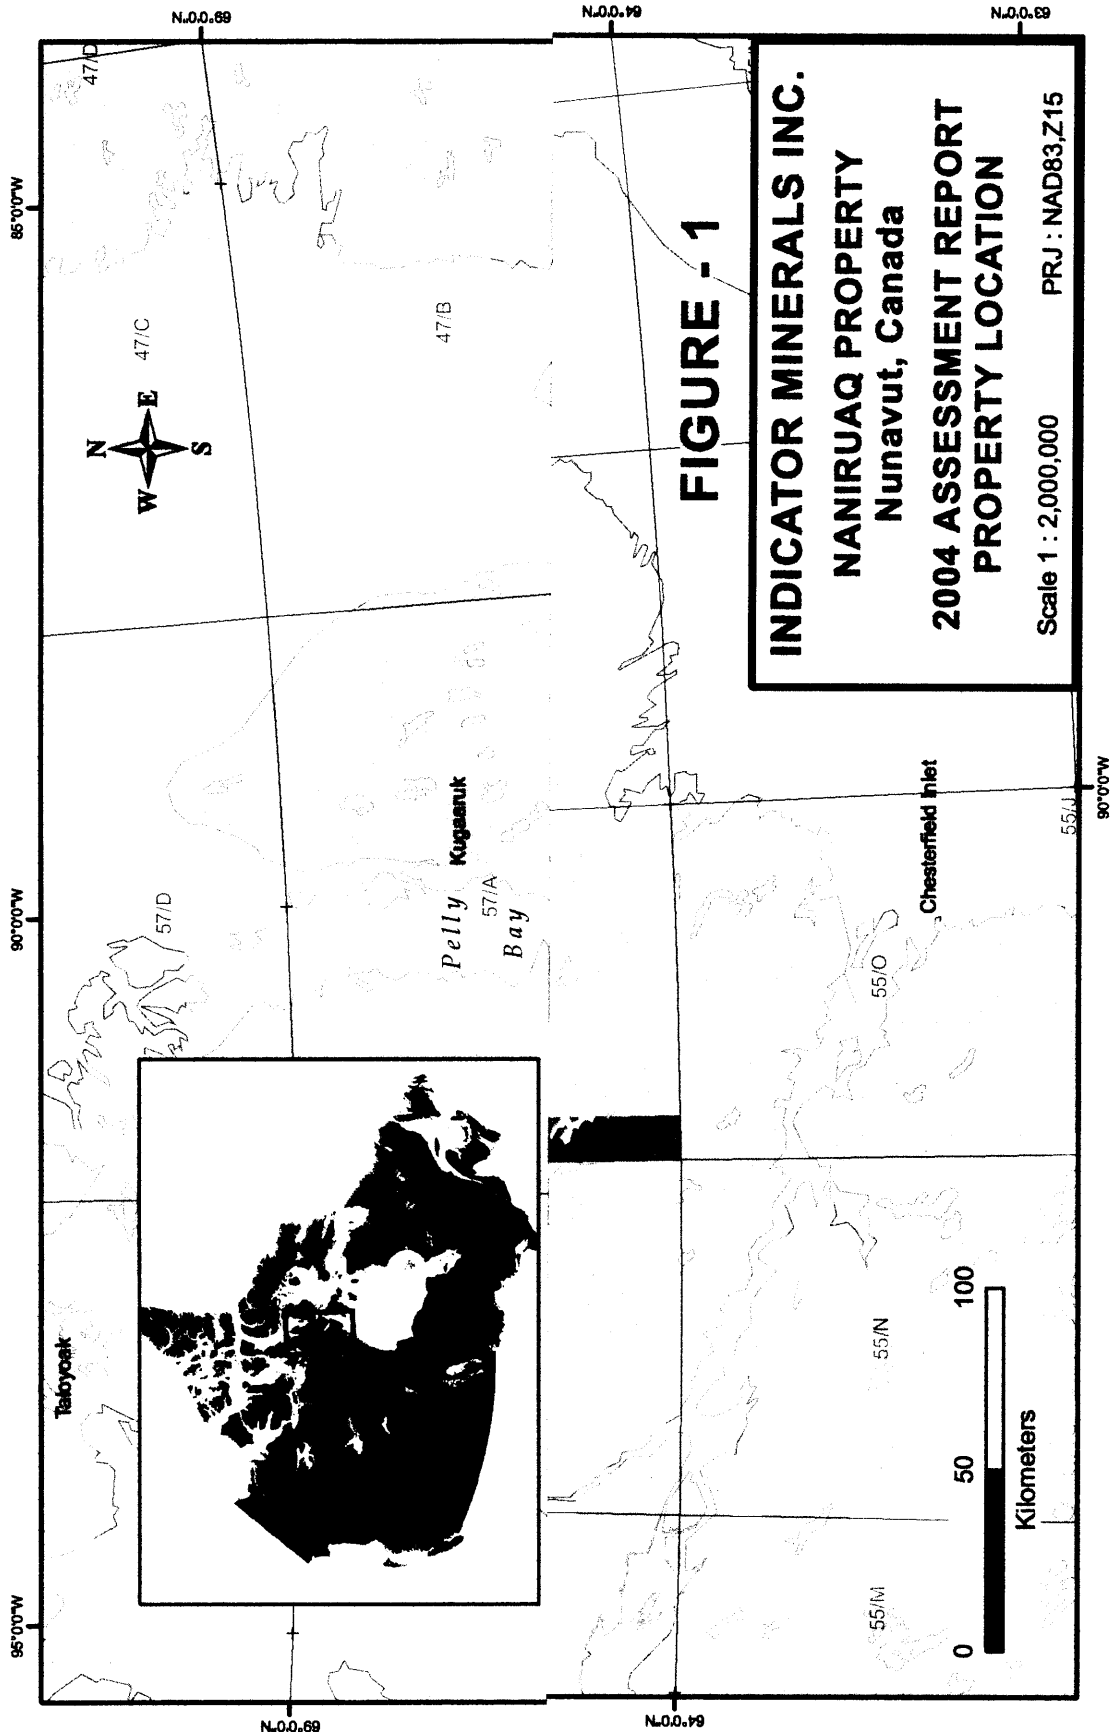 95°0'0"W
90°0'0"W
85°0'0"W
69°0'0"N
69°0'0"N
Taloyoak
57/D
47/C
47/D
N
W
E
S
Pelly
Bay
57/A
Kugaaruk
47/B
64°0'0"N
64°0'0"N
63°0'0"N
FIGURE - 1
INDICATOR MINERALS INC.
NANIRUAQ PROPERTY
Nunavut, Canada
2004 ASSESSMENT REPORT
PROPERTY LOCATION
Scale 1 : 2,000,000 PRJ : NAD83,Z15
55/M
55/N
55/O
Chesterfield Inlet
55/J
0 50 100
Kilometers
90°0'0"W